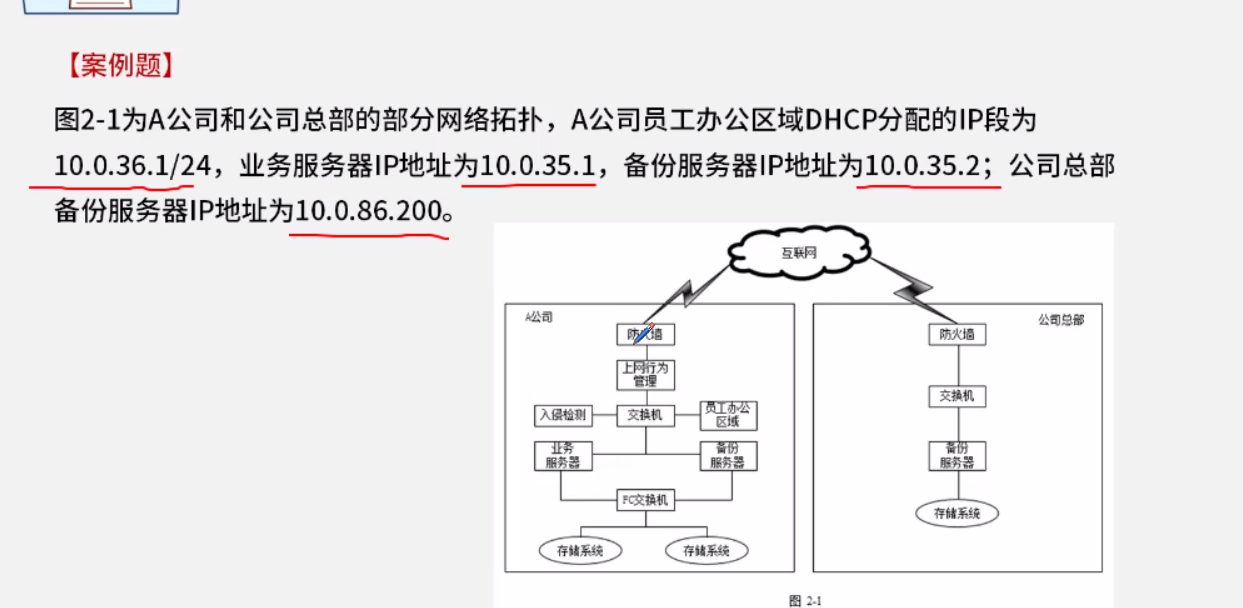 【案例题】
图2-1为A公司和公司总部的部分网络拓扑，A公司员工办公区域DHCP分配的IP段为
10.0.36.1/24，业务服务器IP地址为10.0.35.1，备份服务器IP地址为10.0.35.2；公司总部
备份服务器IP地址为10.0.86.200。
互联网
A公司
公司总部
防火墙
防火墙
上网行为
管理
交换机
入侵检测
交换机
员工办公
区域
业务
服务器
备份
服务器
备份
服务器
FC交换机
存储系统
存储系统
存储系统
图 2-1